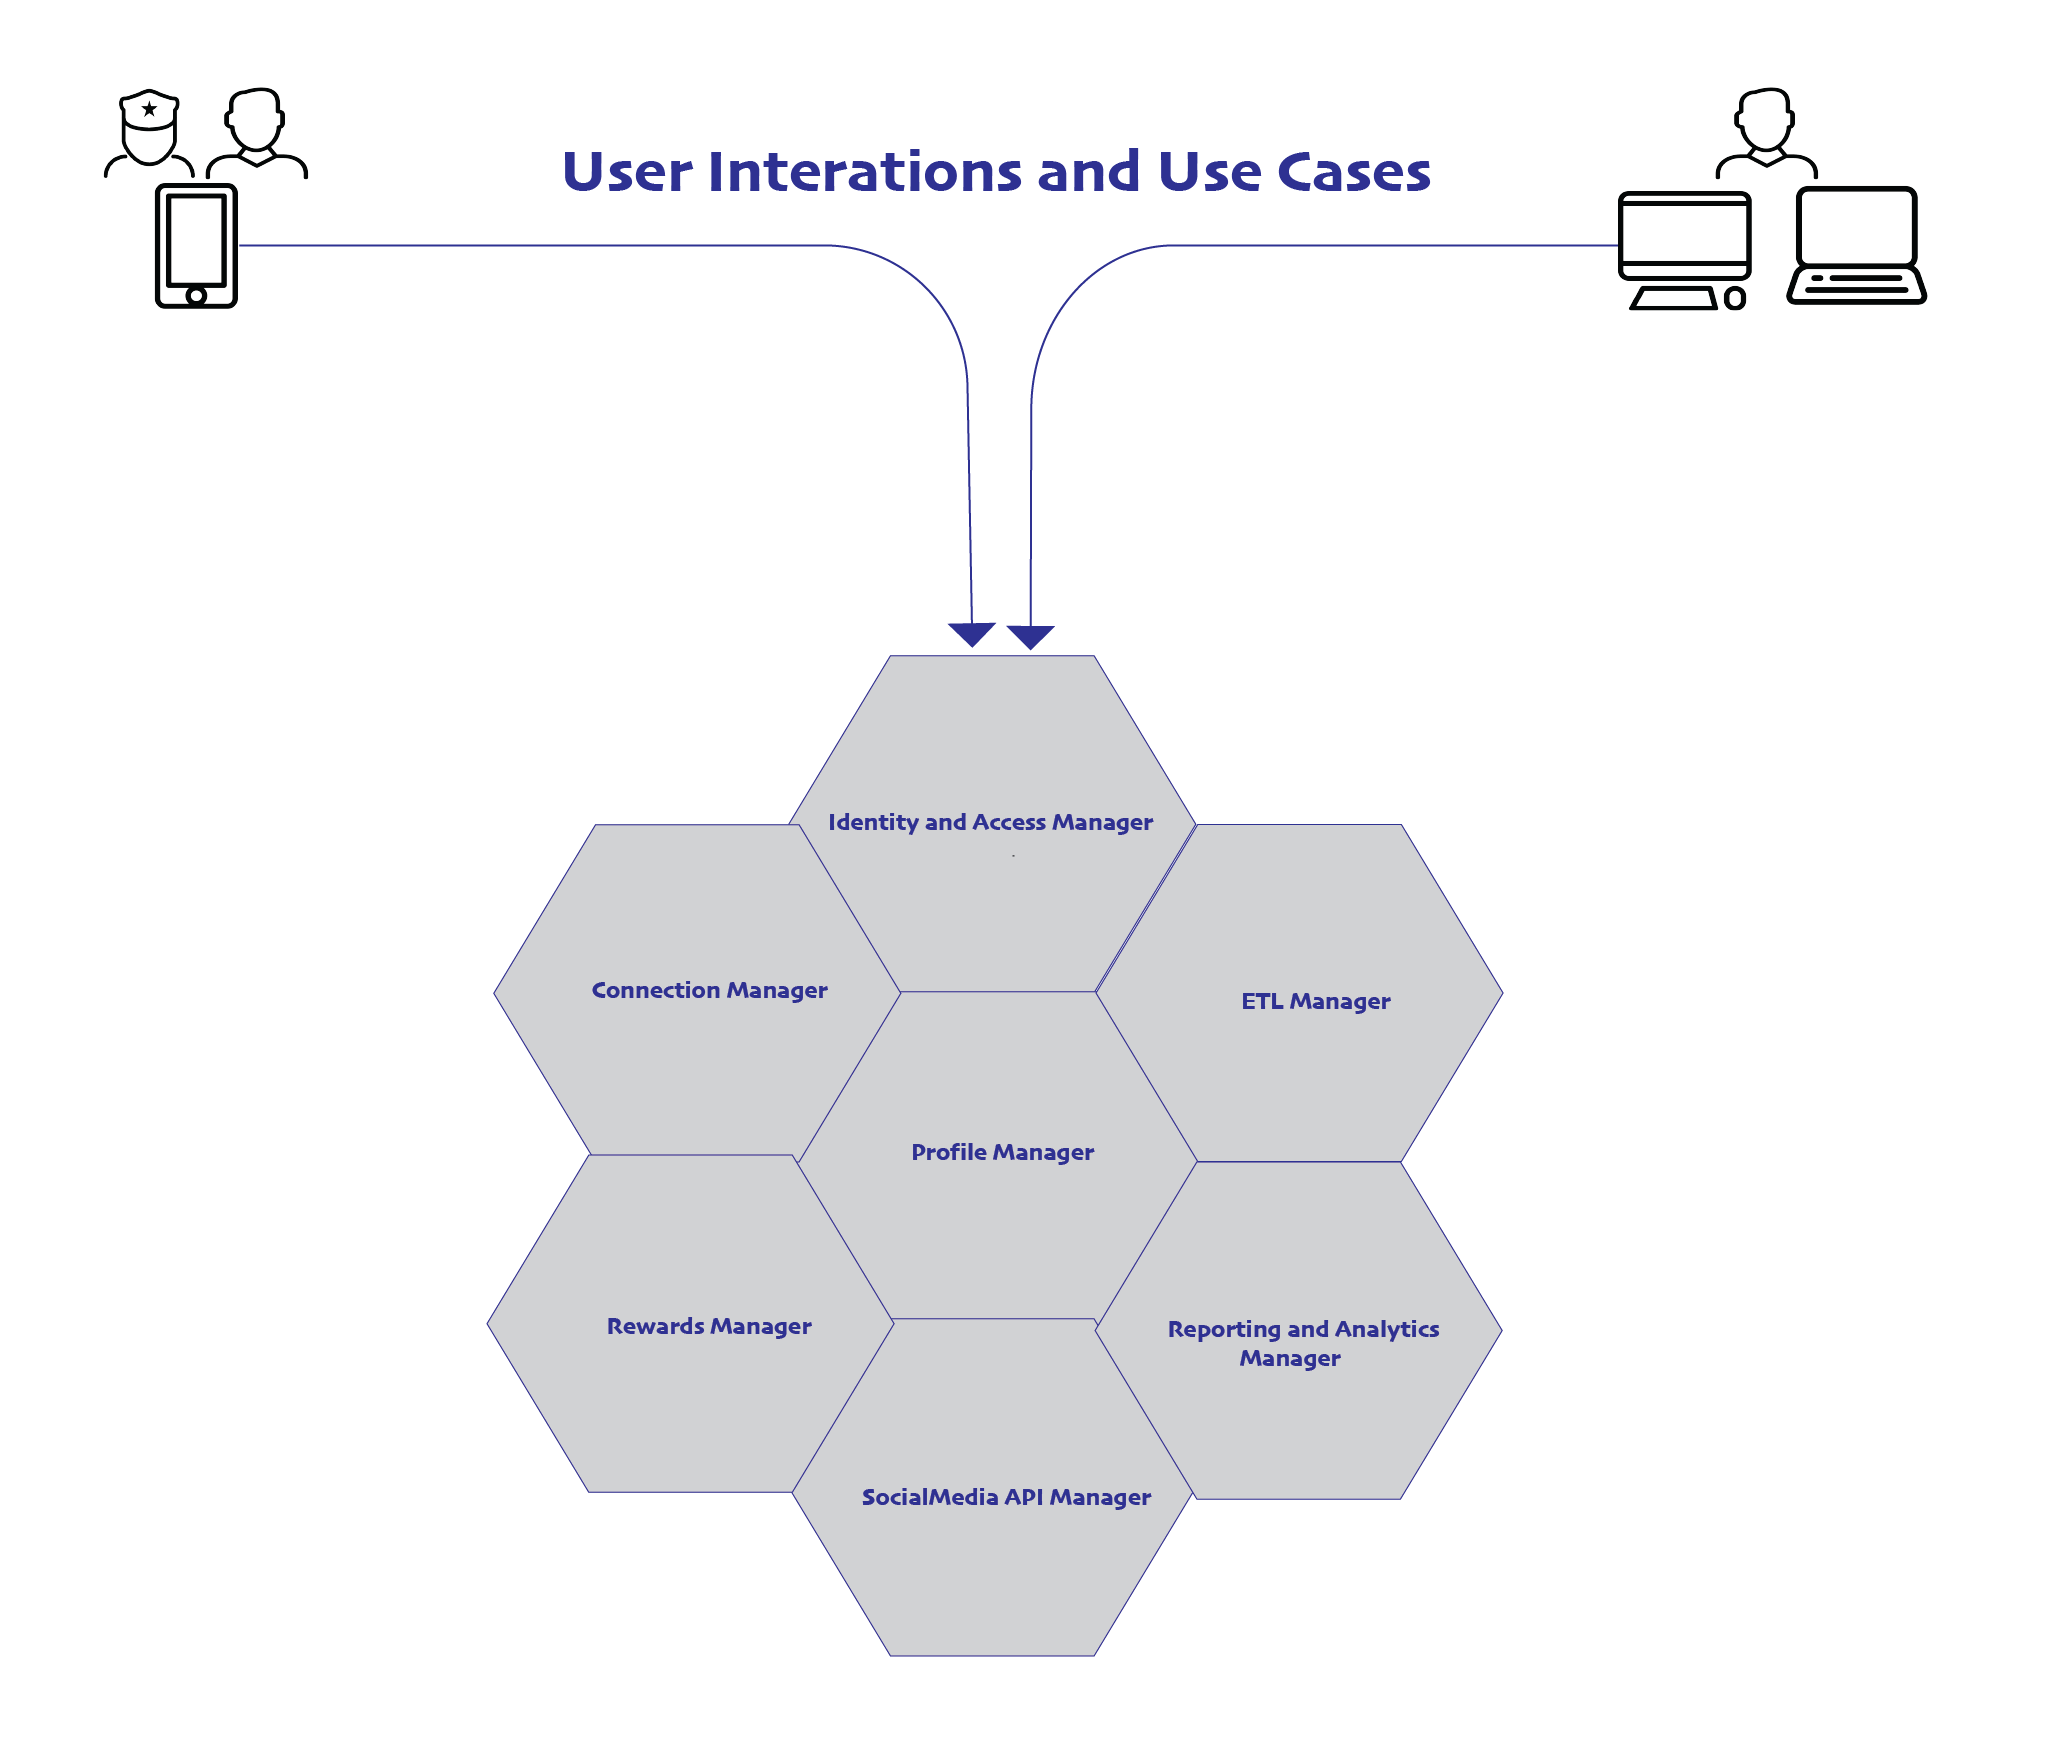 User Interations and Use Cases
Identity and Access Manager
Connection Manager
ETL Manager
Profile Manager
Rewards Manager
Reporting and Analytics
Manager
SocialMedia API Manager